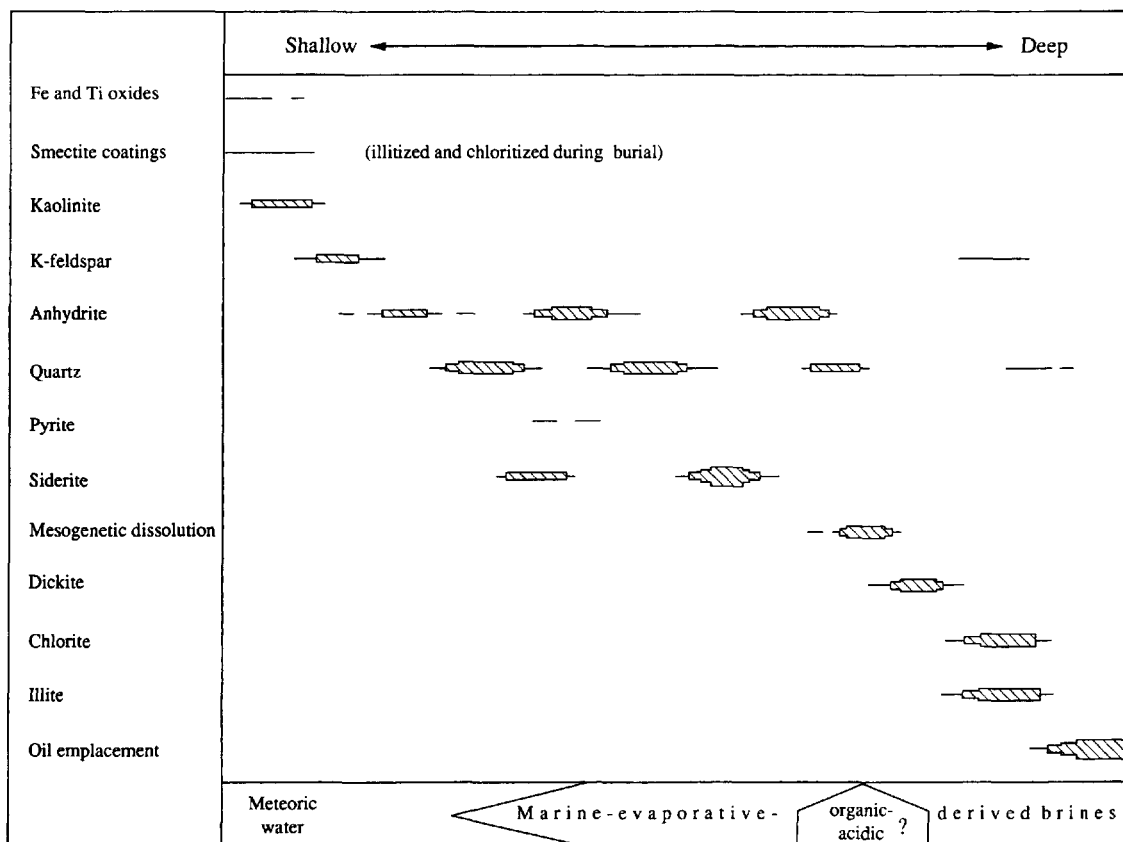 Shallow Deep
Fe and Ti oxides
Smectite coatings (illitized and chloritized during burial)
Kaolinite
K-feldspar
Anhydrite
Quartz
Pyrite
Siderite
Mesogenetic dissolution
Dickite
Chlorite
Illite
Oil emplacement
Meteoric
water
Marine-evaporative-
organic-
acidic ?
derived brines